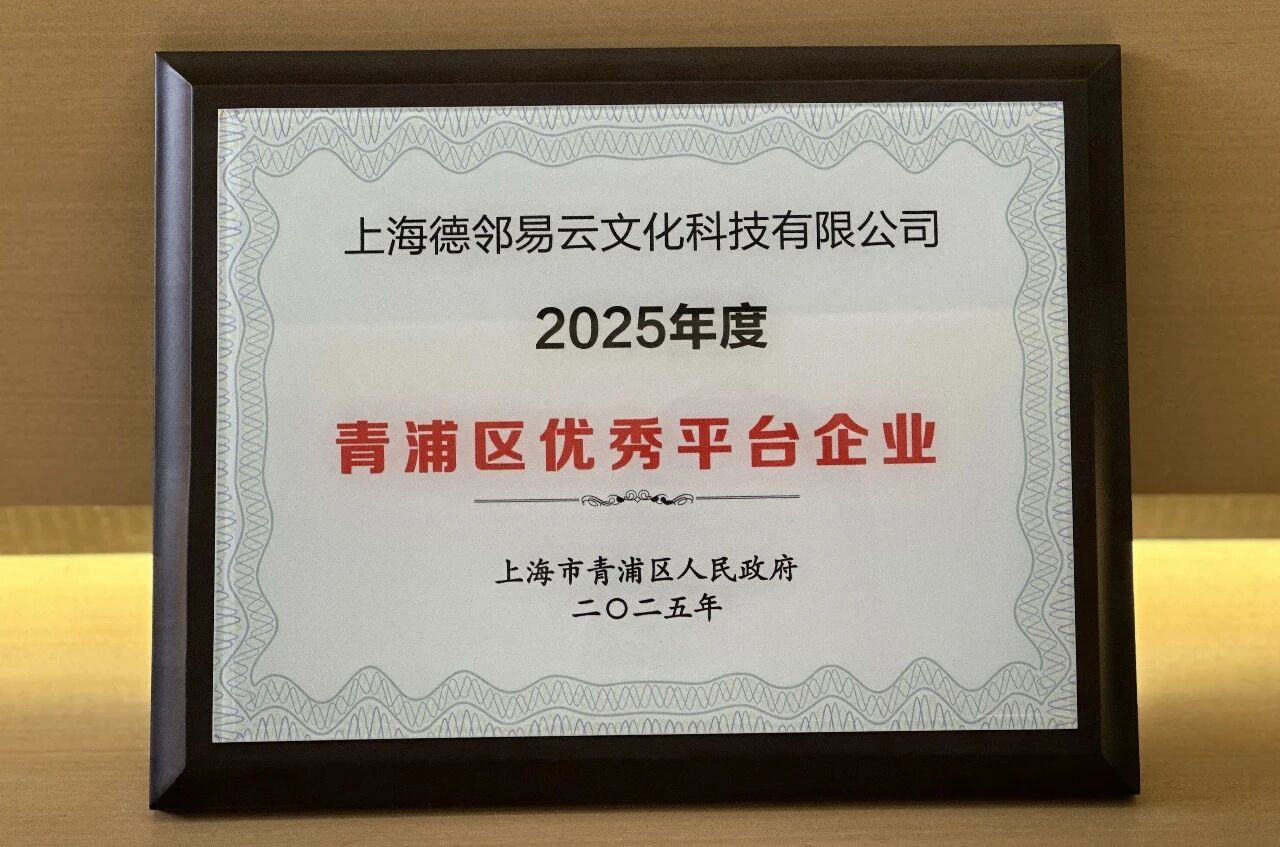 上海德邻易云文化科技有限公司
2025年度
青浦区优秀平台企业
上海市青浦区人民政府
二〇二五年